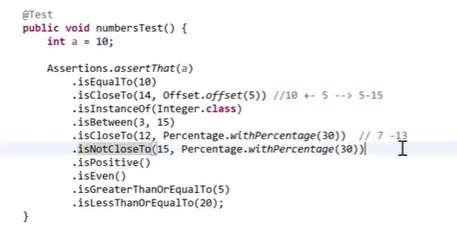 @Test
public void numbersTest() {
int a = 10;
Assertions.assertThat(a)
.isEqualTo(10)
.isCloseTo(14, Offset.offset(5)) //10 +- 5 --> 5-15
.isInstanceOf(Integer.class)
.isBetween(3, 15)
.isCloseTo(12, Percentage.withPercentage(30)) // 7 -13
.isNotCloseTo(15, Percentage.withPercentage(30))
.isPositive()
.isEven()
.isGreaterThanOrEqualTo(5)
.isLessThanOrEqualTo(20);
}